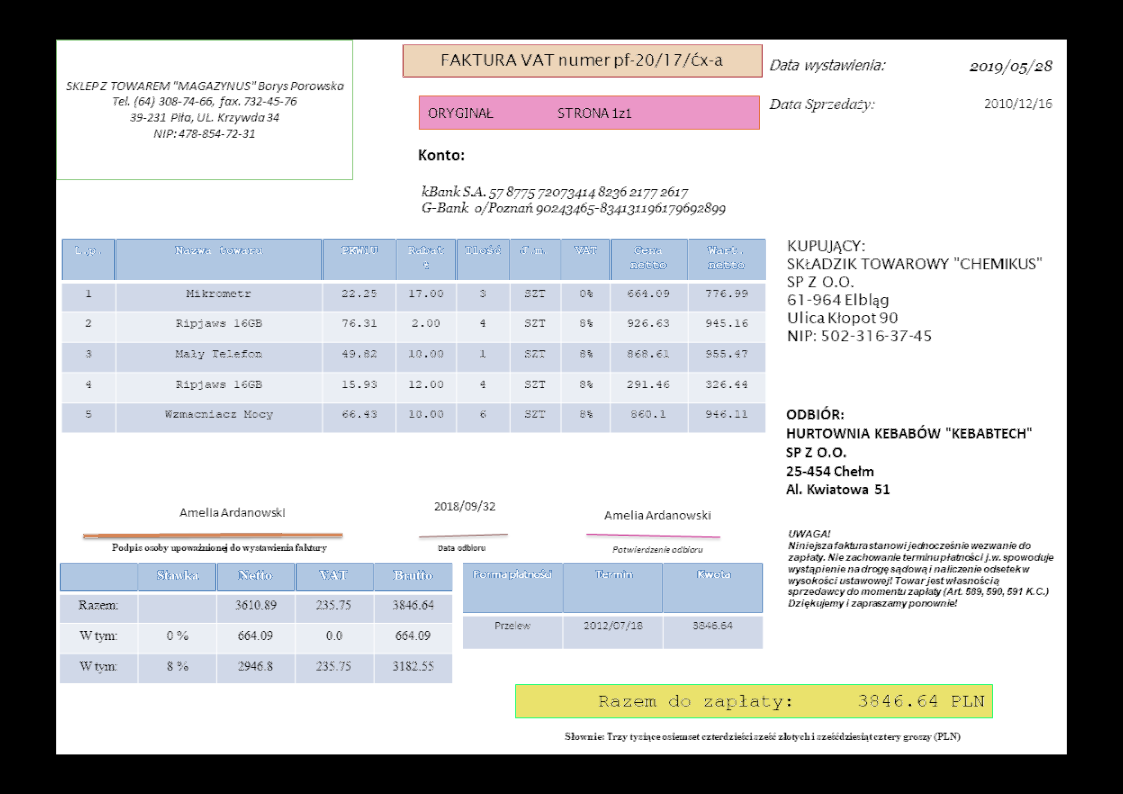 SKLEP Z TOWAREM "MAGAZYNUS" Borys Porowska
Tel. (64) 308-74-66, fax. 732-45-76
39-231 Piła, UL. Krzywda 34
NIP: 478-854-72-31
FAKTURA VAT numer pf-20/17/ćx-a
ORYGINAŁ STRONA 1z1
Data wystawienia: 2019/05/28
Data Sprzedaży: 2010/12/16
Konto:
kBank S.A. 57 8775 72073414 8236 2177 2617
G-Bank o/Poznań 90243465-834131196179692899
L.p. Nazwa towaru PKWiU Rabat % Ilość J.m. VAT Cena netto Wart. netto
1 Mikrometr 22.25 17.00 3 SZT 0% 664.09 776.99
2 Ripjaws 16GB 76.31 2.00 4 SZT 8% 926.63 945.16
3 Mały Telefon 49.82 10.00 1 SZT 8% 868.61 955.47
4 Ripjaws 16GB 15.93 12.00 4 SZT 8% 291.46 326.44
5 Wzmacniacz Mocy 66.43 10.00 6 SZT 8% 860.1 946.11
KUPUJĄCY:
SKŁADZIK TOWAROWY "CHEMIKUS"
SP Z O.O.
61-964 Elbląg
Ulica Kłopot 90
NIP: 502-316-37-45
ODBIÓR:
HURTOWNIA KEBABÓW "KEBABTECH"
SP Z O.O.
25-454 Chełm
Al. Kwiatowa 51
Amelia Ardanowski
Podpis osoby upoważnionej do wystawienia faktury
2018/09/32
Data odbioru
Amelia Ardanowski
Potwierdzenie odbioru
UWAGA!
Niniejsza faktura stanowi jednocześnie wezwanie do
zapłaty. Nie zachowanie terminu płatności j.w. spowoduje
wystąpienie na drogę sądową i naliczenie odsetek w
wysokości ustawowej! Towar jest własnością
sprzedawcy do momentu zapłaty (Art. 589, 590, 591 K.C.)
Dziękujemy i zapraszamy ponownie!
Stawka Netto VAT Brutto
Razem: 3610.89 235.75 3846.64
W tym: 0 % 664.09 0.0 664.09
W tym: 8 % 2946.8 235.75 3182.55
Forma płatności Termin Kwota
Przelew 2012/07/18 3846.64
Razem do zapłaty: 3846.64 PLN
Słownie: Trzy tysiące osiemset czterdzieści sześć złotych i sześćdziesiąt cztery groszy (PLN)